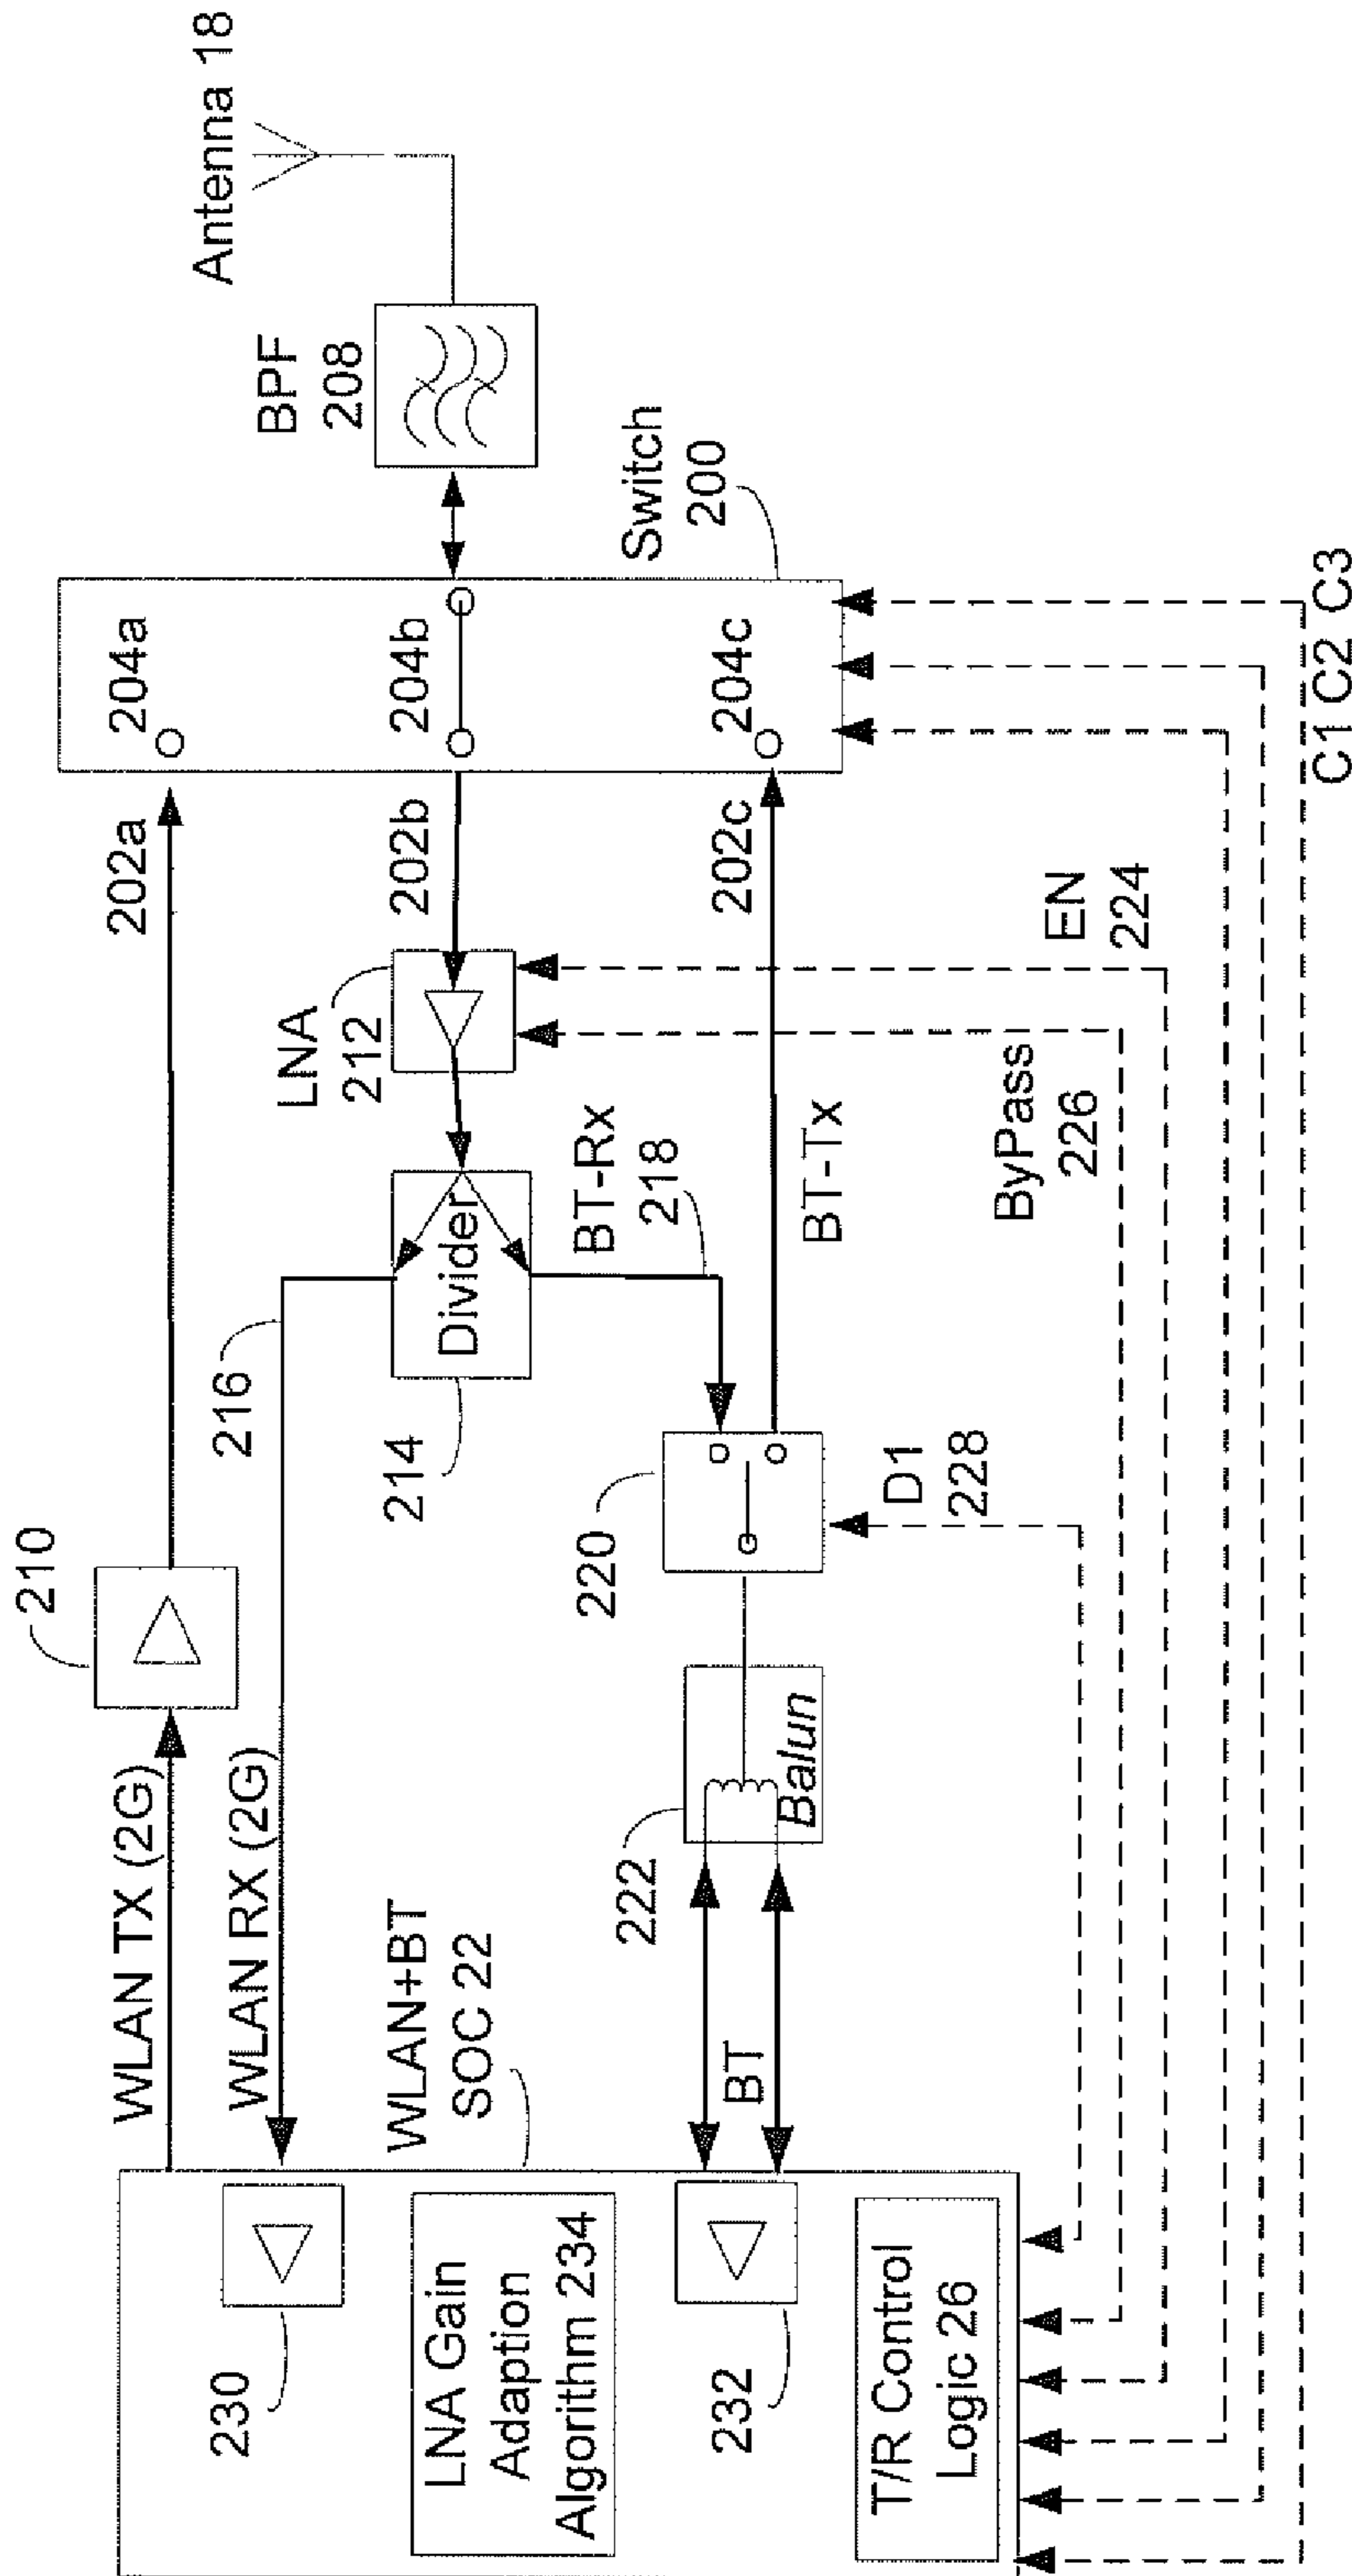 Antenna 18
BPF
208
Switch
200
204a
204b
204c
202a
202b
202c
C1 C2 C3
LNA
212
EN
224
ByPass
226
Divider
214
216
BT-Rx
218
BT-Tx
210
220
D1
228
222
Balun
WLAN TX (2G)
WLAN RX (2G)
WLAN+BT
SOC 22
BT
230
LNA Gain
Adaption
Algorithm 234
232
T/R Control
Logic 26